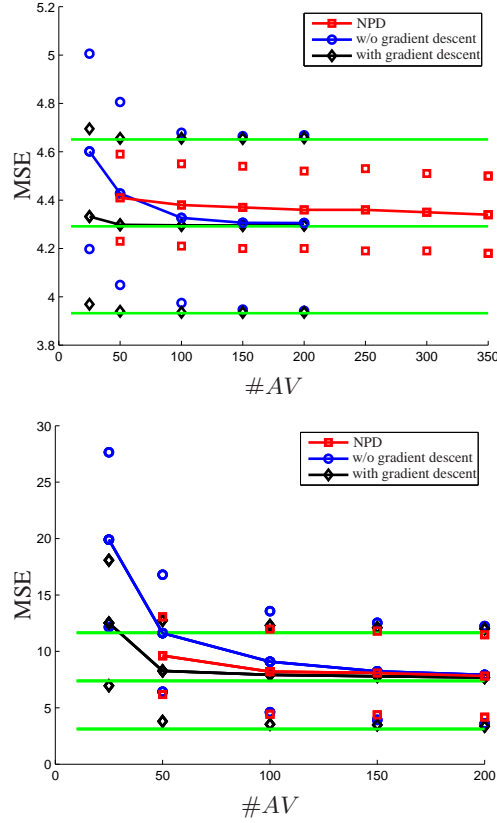 5.2
5
4.8
4.6
4.4
4.2
4
3.8
MSE
NPD
w/o gradient descent
with gradient descent
0 50 100 150 200 250 300 350
#AV
30
25
20
15
10
5
0
MSE
NPD
w/o gradient descent
with gradient descent
0 50 100 150 200
#AV